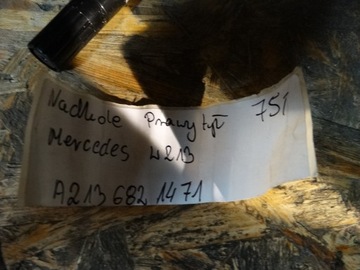 Nadkole Prawy tył 751
Mercedes W213
A213 682 1471